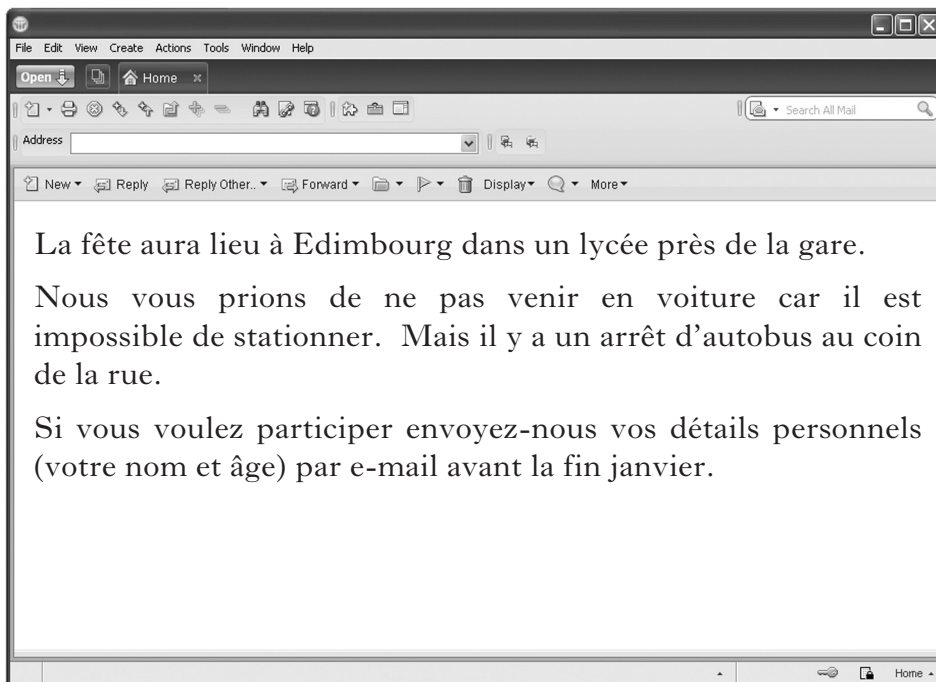 File Edit View Create Actions Tools Window Help
Open Home
Search All Mail
Address
New Reply Reply Other.. Forward Display More
La fête aura lieu à Edimbourg dans un lycée près de la gare.
Nous vous prions de ne pas venir en voiture car il est
impossible de stationner. Mais il y a un arrêt d'autobus au coin
de la rue.
Si vous voulez participer envoyez-nous vos détails personnels
(votre nom et âge) par e-mail avant la fin janvier.
Home